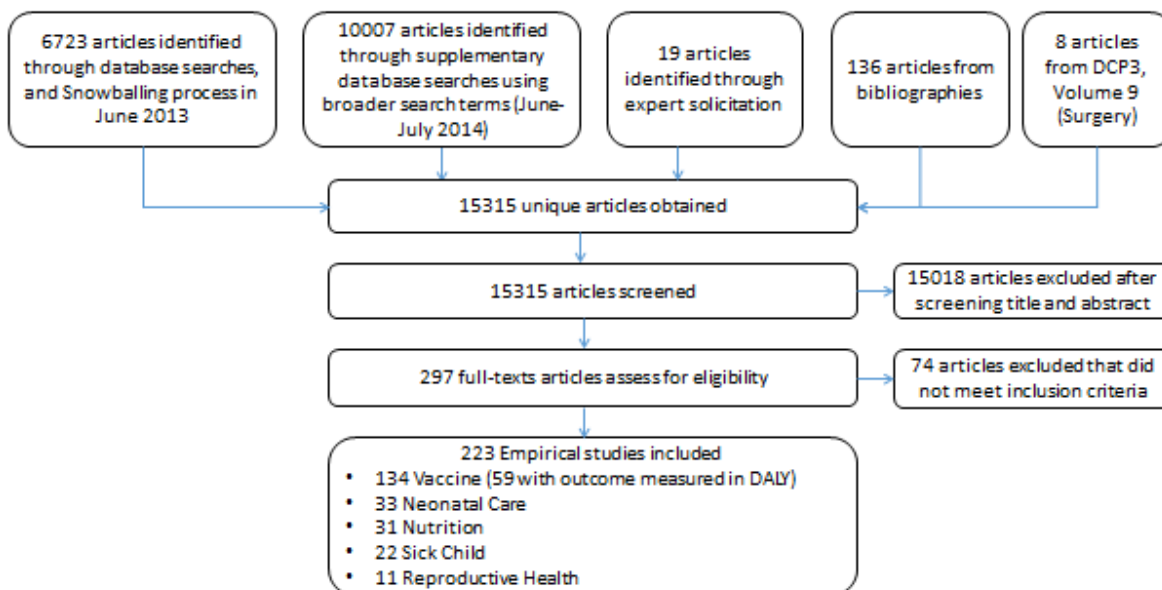 6723 articles identified
through database searches,
and Snowballing process in
June 2013
10007 articles identified
through supplementary
database searches using
broader search terms (June-
July 2014)
19 articles
identified through
expert solicitation
136 articles from
bibliographies
8 articles
from DCP3,
Volume 9
(Surgery)
15315 unique articles obtained
15315 articles screened
15018 articles excluded after
screening title and abstract
297 full-texts articles assess for eligibility
74 articles excluded that did
not meet inclusion criteria
223 Empirical studies included
• 134 Vaccine (59 with outcome measured in DALY)
• 33 Neonatal Care
• 31 Nutrition
• 22 Sick Child
• 11 Reproductive Health